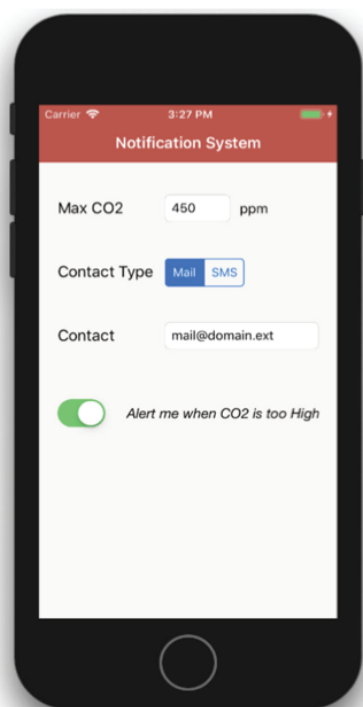 Carrier 3:27 PM
Notification System
Max CO2 450 ppm
Contact Type Mail SMS
Contact mail@domain.ext
Alert me when CO2 is too High